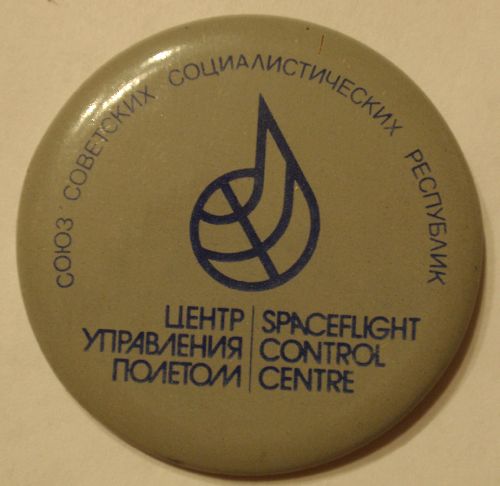 СОЮЗ СОВЕТСКИХ СОЦИАЛИСТИЧЕСКИХ РЕСПУБЛИК
ЦЕНТР
УПРАВЛЕНИЯ
ПОЛЕТОМ
SPACEFLIGHT
CONTROL
CENTRE